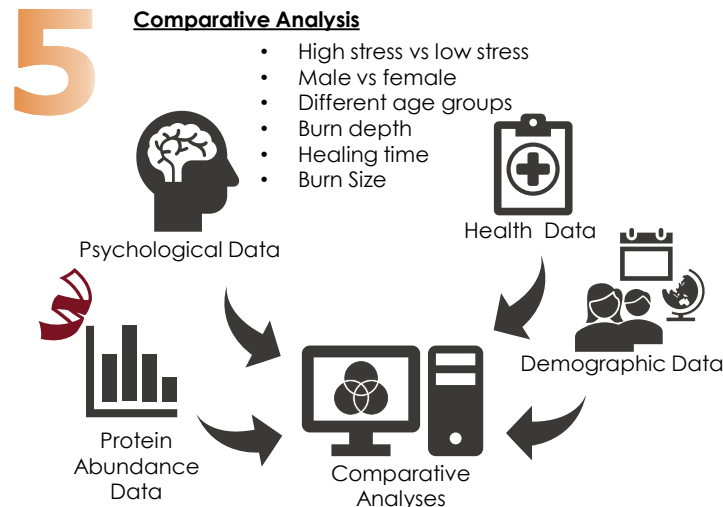 5
Comparative Analysis
• High stress vs low stress
• Male vs female
• Different age groups
• Burn depth
• Healing time
• Burn Size
Psychological Data
Health Data
Demographic Data
Protein
Abundance
Data
Comparative
Analyses